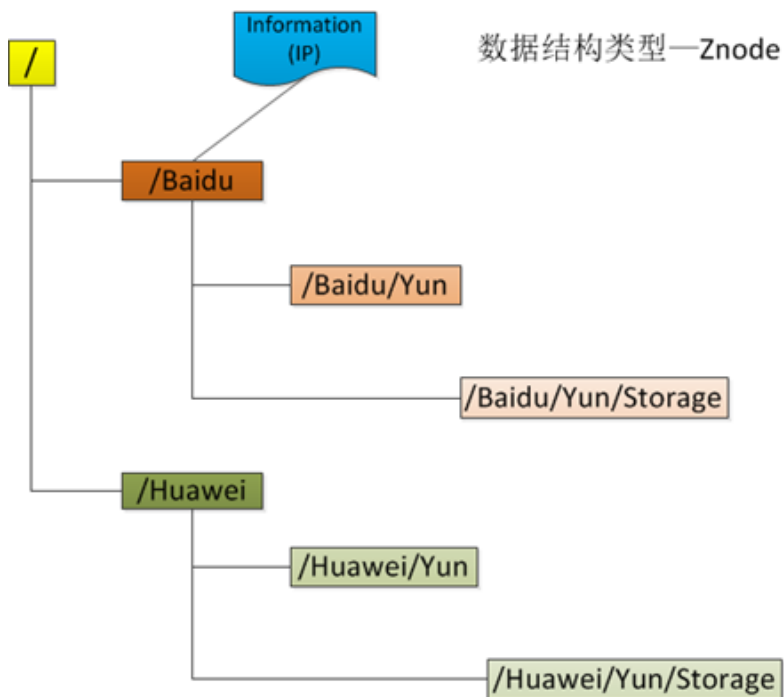 Information
(IP)
数据结构类型—Znode
/
/Baidu
/Baidu/Yun
/Baidu/Yun/Storage
/Huawei
/Huawei/Yun
/Huawei/Yun/Storage